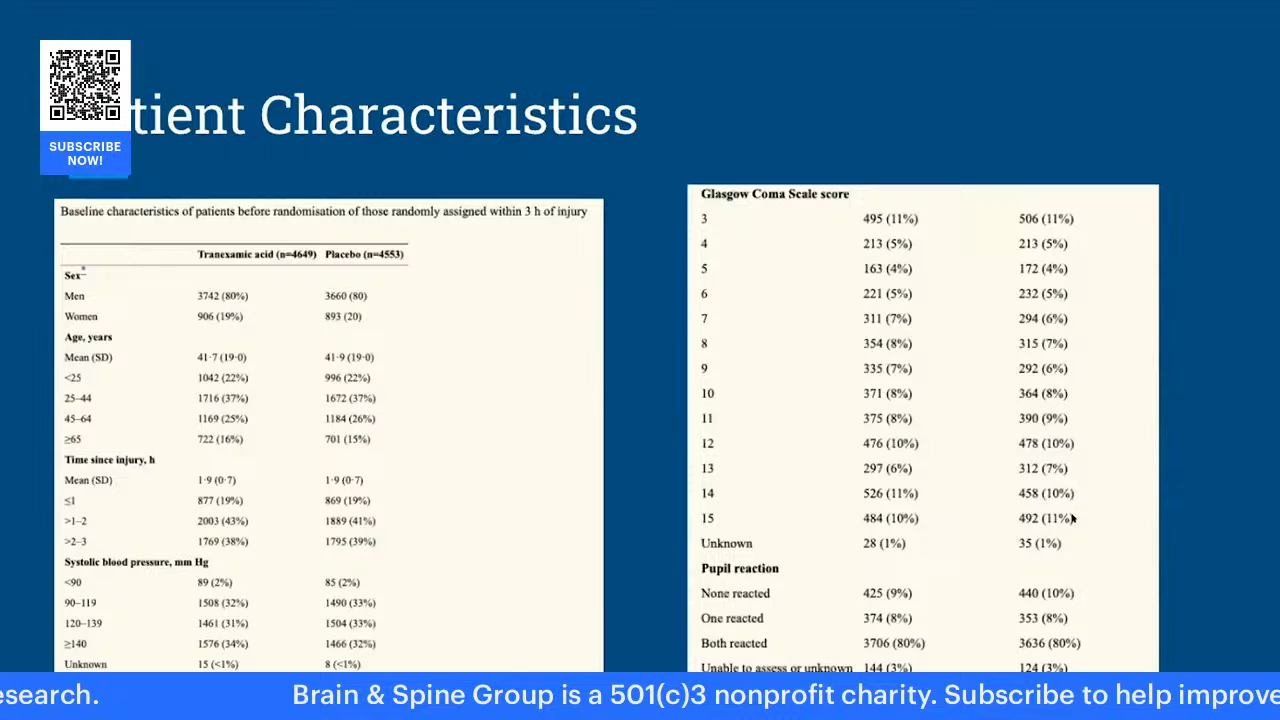 tient Characteristics
SUBSCRIBE
NOW!
Baseline characteristics of patients before randomisation of those randomly assigned within 3 h of injury
Tranexamic acid (n=4649) Placebo (n=4553)
Sex*
Men 3742 (80%) 3660 (80)
Women 906 (19%) 893 (20)
Age, years
Mean (SD) 41·7 (19·0) 41·9 (19·0)
<25 1042 (22%) 996 (22%)
25–44 1716 (37%) 1672 (37%)
45–64 1169 (25%) 1184 (26%)
≥65 722 (16%) 701 (15%)
Time since injury, h
Mean (SD) 1·9 (0·7) 1·9 (0·7)
≤1 877 (19%) 869 (19%)
>1–2 2003 (43%) 1889 (41%)
>2–3 1769 (38%) 1795 (39%)
Systolic blood pressure, mm Hg
<90 89 (2%) 85 (2%)
90–119 1508 (32%) 1490 (33%)
120–139 1461 (31%) 1504 (33%)
≥140 1576 (34%) 1466 (32%)
Unknown 15 (<1%) 8 (<1%)
Glasgow Coma Scale score
3 495 (11%) 506 (11%)
4 213 (5%) 213 (5%)
5 163 (4%) 172 (4%)
6 221 (5%) 232 (5%)
7 311 (7%) 294 (6%)
8 354 (8%) 315 (7%)
9 335 (7%) 292 (6%)
10 371 (8%) 364 (8%)
11 375 (8%) 390 (9%)
12 476 (10%) 478 (10%)
13 297 (6%) 312 (7%)
14 526 (11%) 458 (10%)
15 484 (10%) 492 (11%)
Unknown 28 (1%) 35 (1%)
Pupil reaction
None reacted 425 (9%) 440 (10%)
One reacted 374 (8%) 353 (8%)
Both reacted 3706 (80%) 3636 (80%)
Unable to assess or unknown 144 (3%) 124 (3%)
esearch. Brain & Spine Group is a 501(c)3 nonprofit charity. Subscribe to help improve